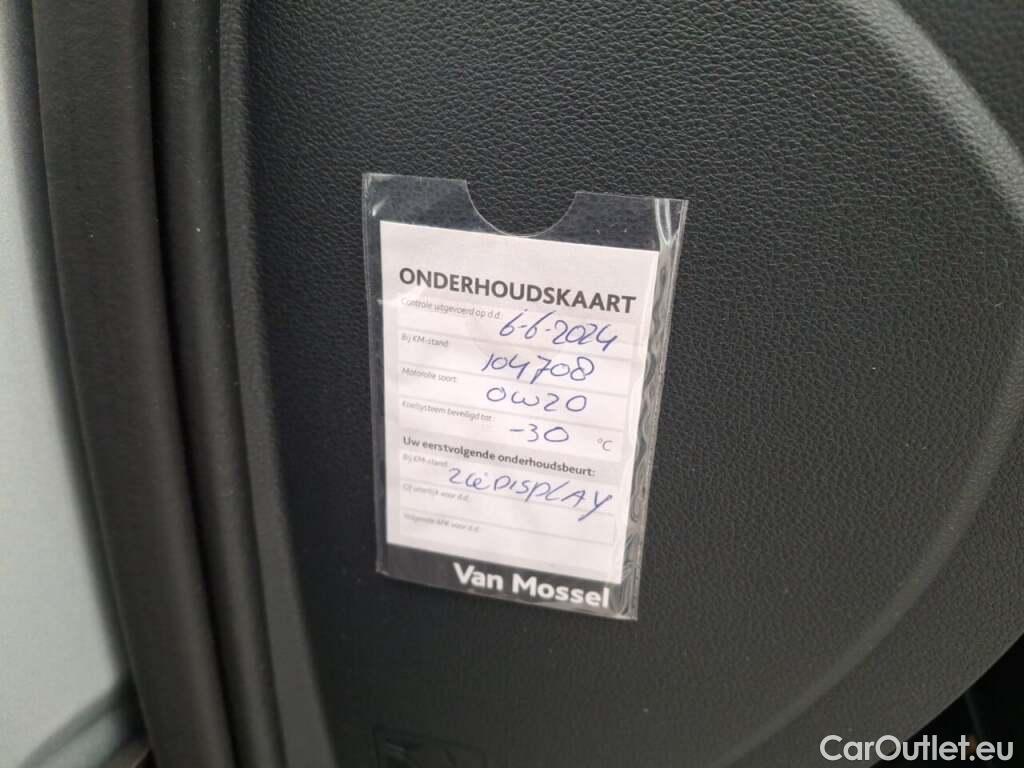 ONDERHOUDSKAART
Controle uitgevoerd op d.d.: 6-6-2024
Bij KM-stand: 104708
Motorolie soort: 0W20
Koelsysteem beveiligd tot: -30 °C
Uw eerstvolgende onderhoudsbeurt:
Bij KM-stand: ZIE DISPLAY
Of uiterlijk voor d.d.:
Volgende APK voor d.d.:
Van Mossel
CarOutlet.eu